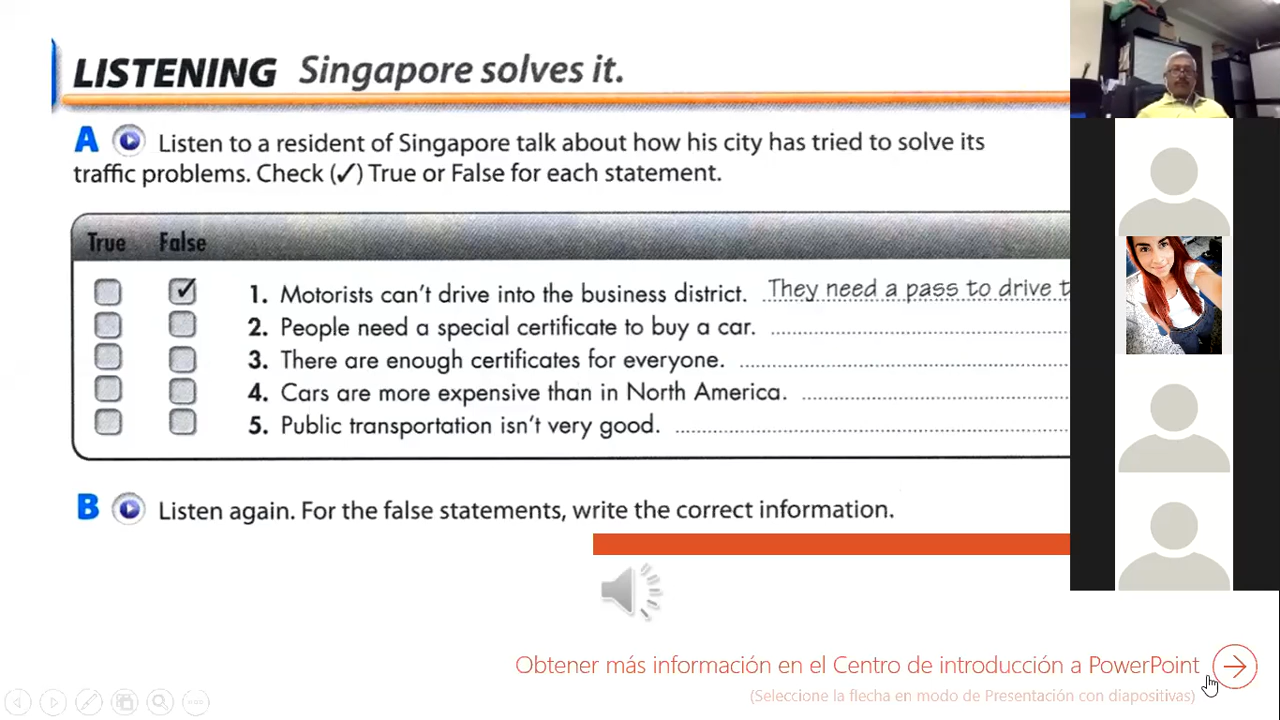 LISTENING Singapore solves it.
A Listen to a resident of Singapore talk about how his city has tried to solve its
traffic problems. Check (✓) True or False for each statement.
True False
✓ 1. Motorists can't drive into the business district. They need a pass to drive t
2. People need a special certificate to buy a car.
3. There are enough certificates for everyone.
4. Cars are more expensive than in North America.
5. Public transportation isn't very good.
B Listen again. For the false statements, write the correct information.
Obtener más información en el Centro de introducción a PowerPoint
(Seleccione la flecha en modo de Presentación con diapositivas)